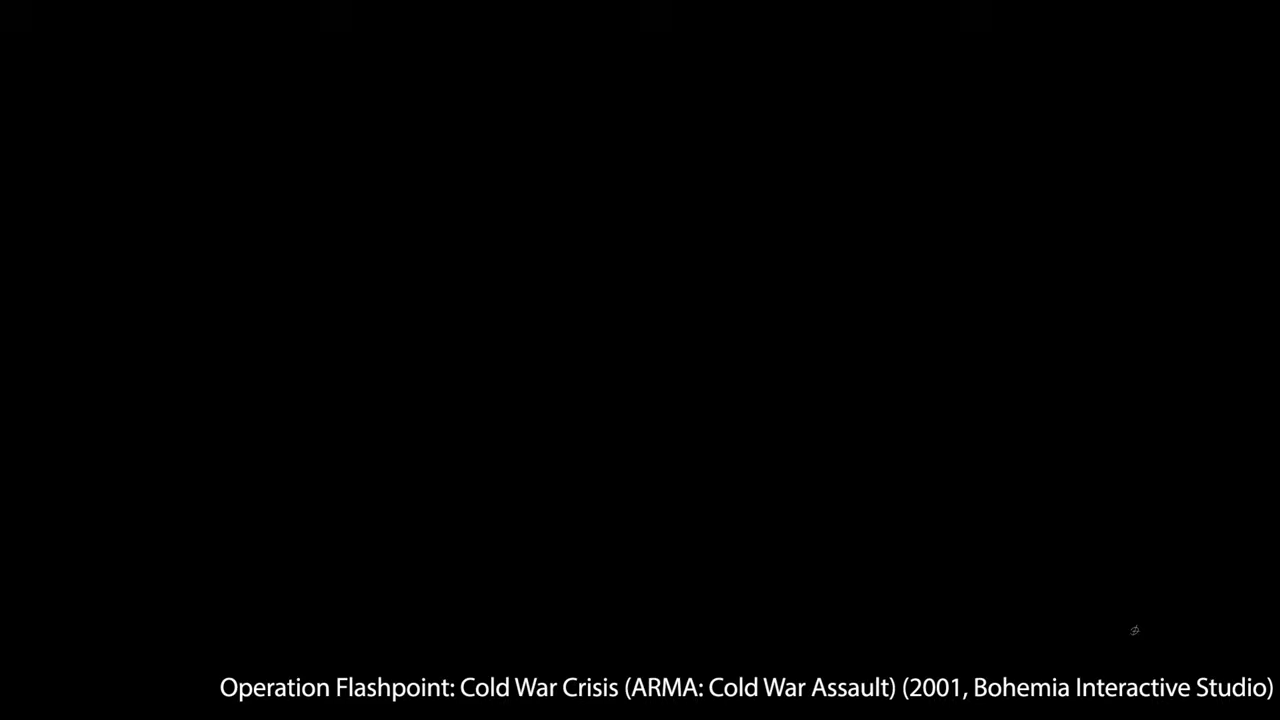 Operation Flashpoint: Cold War Crisis (ARMA: Cold War Assault) (2001, Bohemia Interactive Studio)